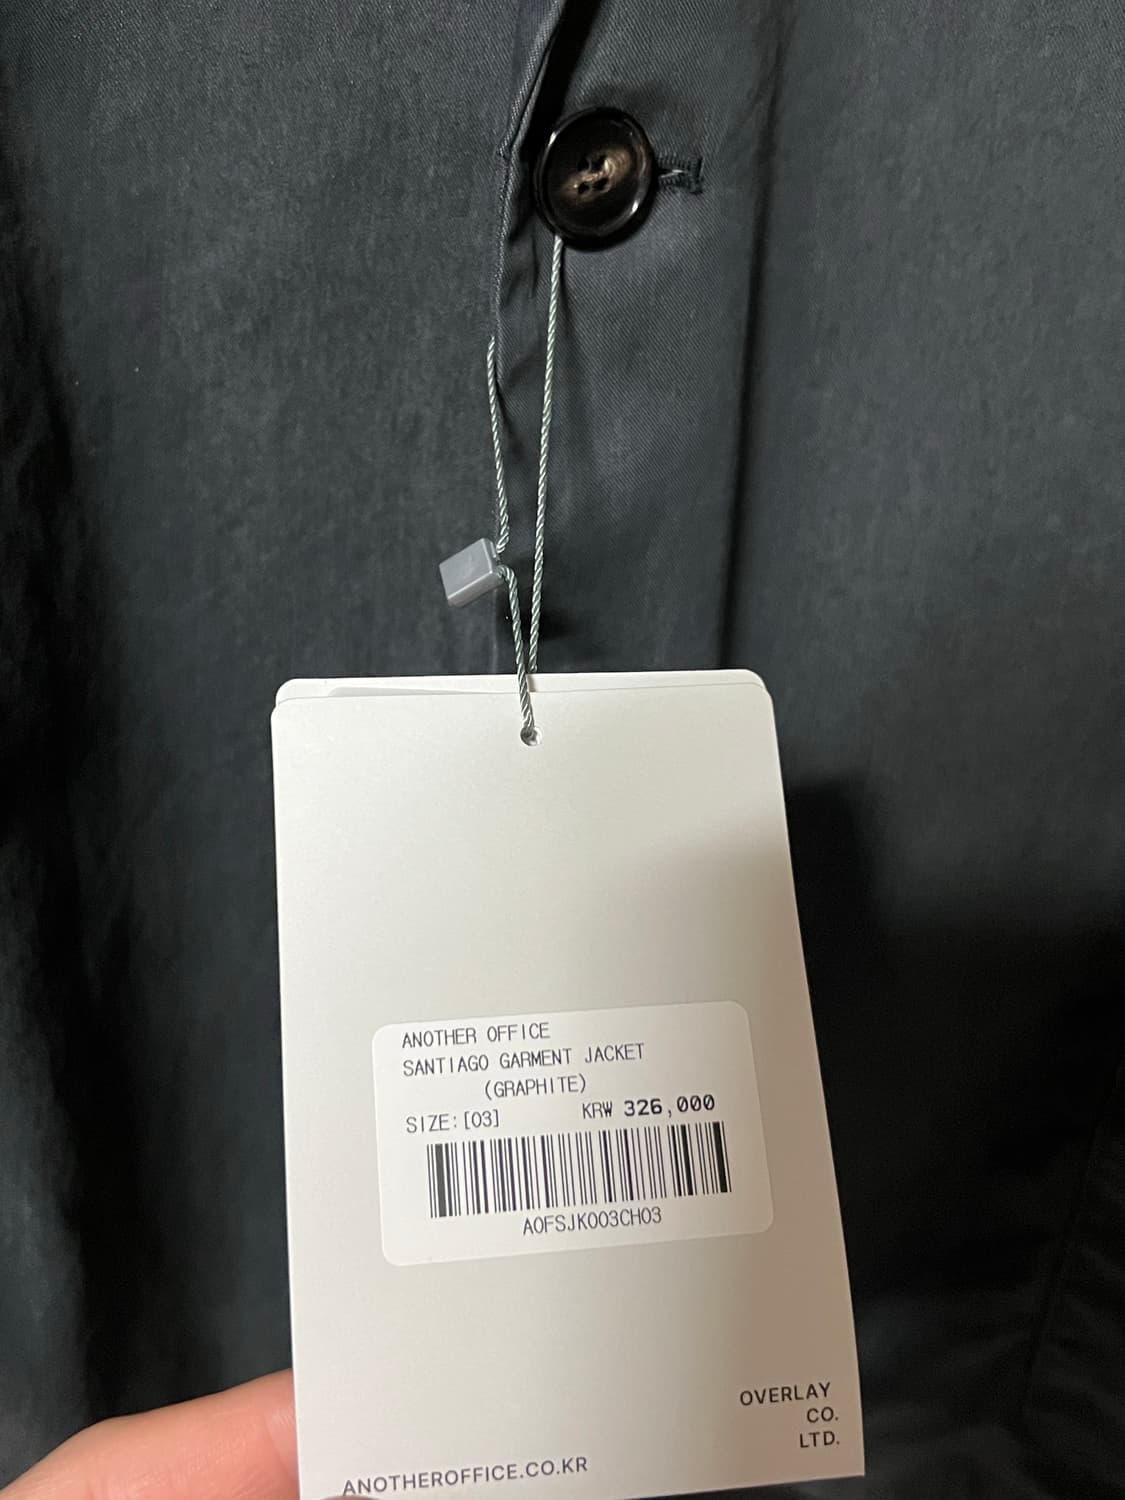 ANOTHER OFFICE
SANTIAGO GARMENT JACKET
(GRAPHITE)
SIZE:[03] KRW 326,000
AOFSJK003CH03
OVERLAY
CO.
LTD.
ANOTHEROFFICE.CO.KR